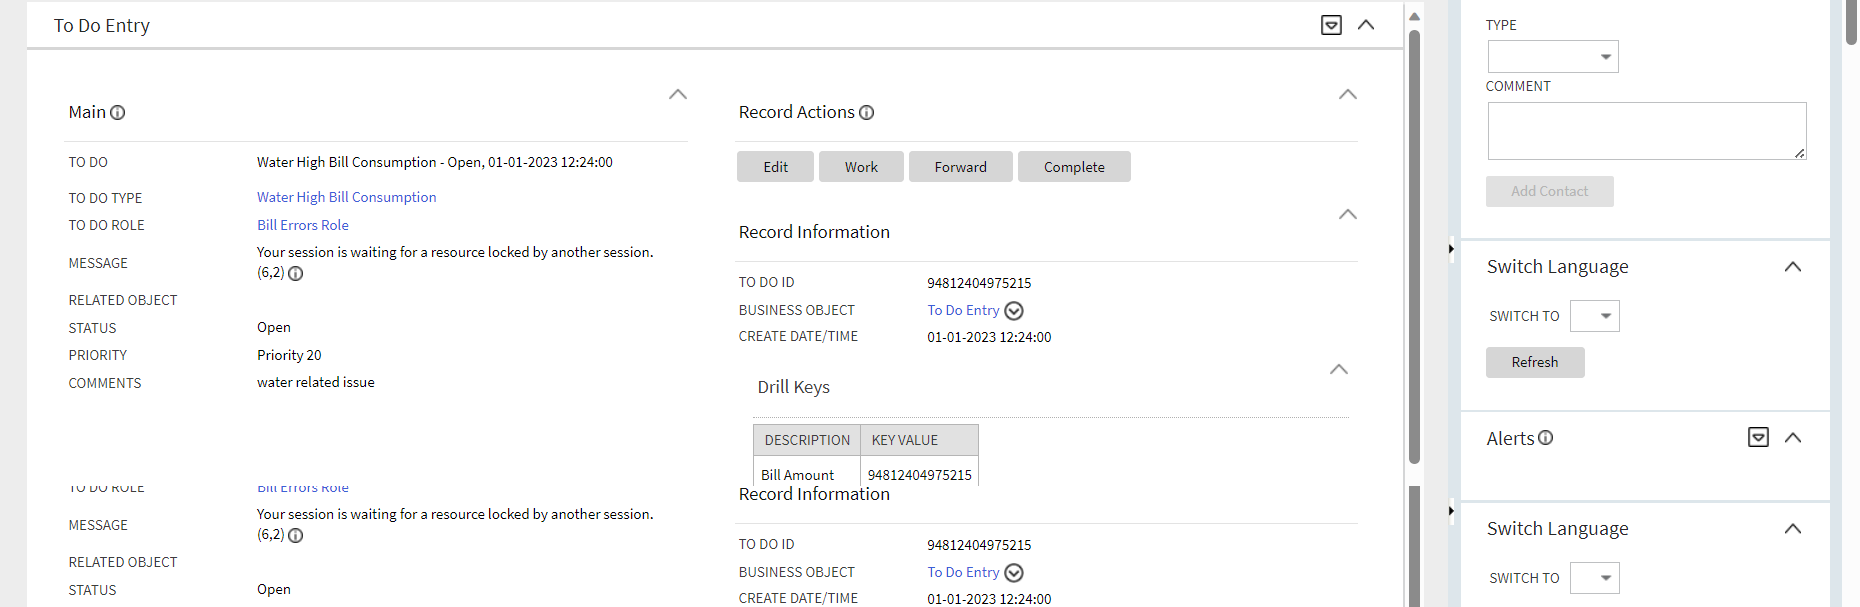 To Do Entry
Main
TO DO Water High Bill Consumption - Open, 01-01-2023 12:24:00
TO DO TYPE Water High Bill Consumption
TO DO ROLE Bill Errors Role
MESSAGE Your session is waiting for a resource locked by another session.
(6,2)
RELATED OBJECT
STATUS Open
PRIORITY Priority 20
COMMENTS water related issue
Record Actions
Edit Work Forward Complete
Record Information
TO DO ID 94812404975215
BUSINESS OBJECT To Do Entry
CREATE DATE/TIME 01-01-2023 12:24:00
Drill Keys
DESCRIPTION KEY VALUE
Bill Amount 94812404975215
TO DO ROLE Bill Errors Role
MESSAGE Your session is waiting for a resource locked by another session.
(6,2)
RELATED OBJECT
STATUS Open
Record Information
TO DO ID 94812404975215
BUSINESS OBJECT To Do Entry
CREATE DATE/TIME 01-01-2023 12:24:00
TYPE
COMMENT
Add Contact
Switch Language
SWITCH TO
Refresh
Alerts
Switch Language
SWITCH TO